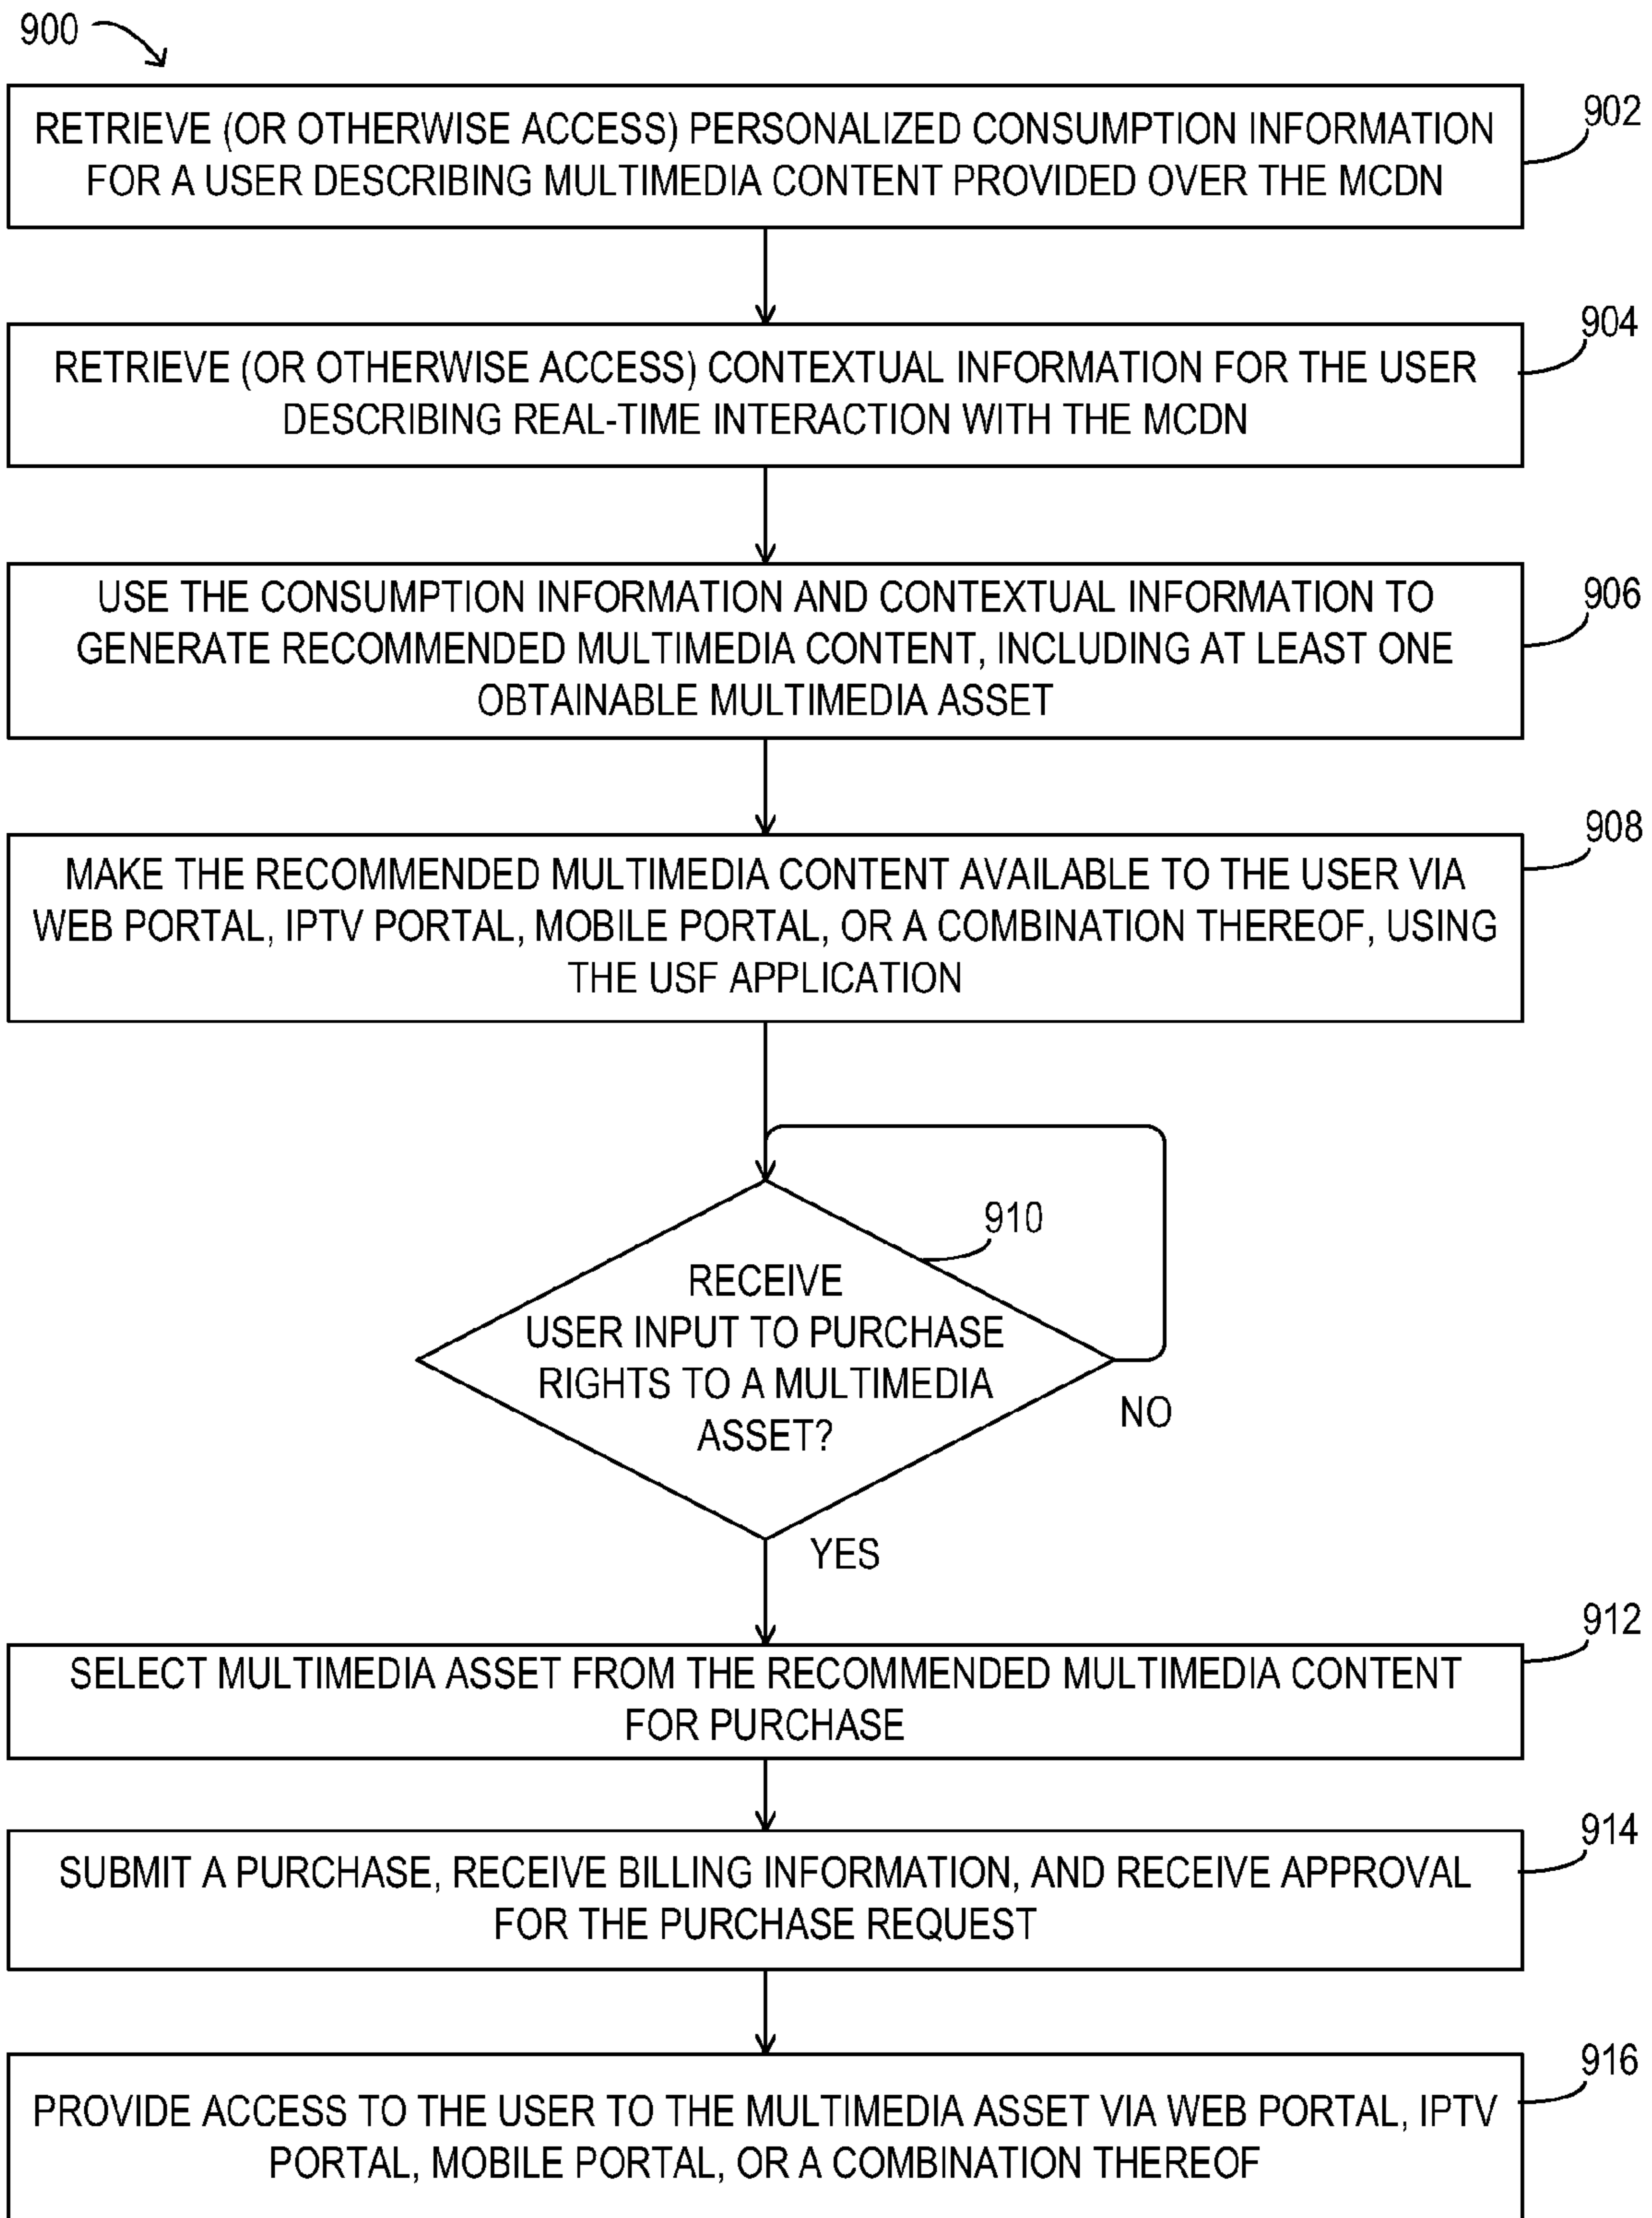 900
RETRIEVE (OR OTHERWISE ACCESS) PERSONALIZED CONSUMPTION INFORMATION
FOR A USER DESCRIBING MULTIMEDIA CONTENT PROVIDED OVER THE MCDN
902
RETRIEVE (OR OTHERWISE ACCESS) CONTEXTUAL INFORMATION FOR THE USER
DESCRIBING REAL-TIME INTERACTION WITH THE MCDN
904
USE THE CONSUMPTION INFORMATION AND CONTEXTUAL INFORMATION TO
GENERATE RECOMMENDED MULTIMEDIA CONTENT, INCLUDING AT LEAST ONE
OBTAINABLE MULTIMEDIA ASSET
906
MAKE THE RECOMMENDED MULTIMEDIA CONTENT AVAILABLE TO THE USER VIA
WEB PORTAL, IPTV PORTAL, MOBILE PORTAL, OR A COMBINATION THEREOF, USING
THE USF APPLICATION
908
910
RECEIVE
USER INPUT TO PURCHASE
RIGHTS TO A MULTIMEDIA
ASSET?
NO
YES
SELECT MULTIMEDIA ASSET FROM THE RECOMMENDED MULTIMEDIA CONTENT
FOR PURCHASE
912
SUBMIT A PURCHASE, RECEIVE BILLING INFORMATION, AND RECEIVE APPROVAL
FOR THE PURCHASE REQUEST
914
PROVIDE ACCESS TO THE USER TO THE MULTIMEDIA ASSET VIA WEB PORTAL, IPTV
PORTAL, MOBILE PORTAL, OR A COMBINATION THEREOF
916